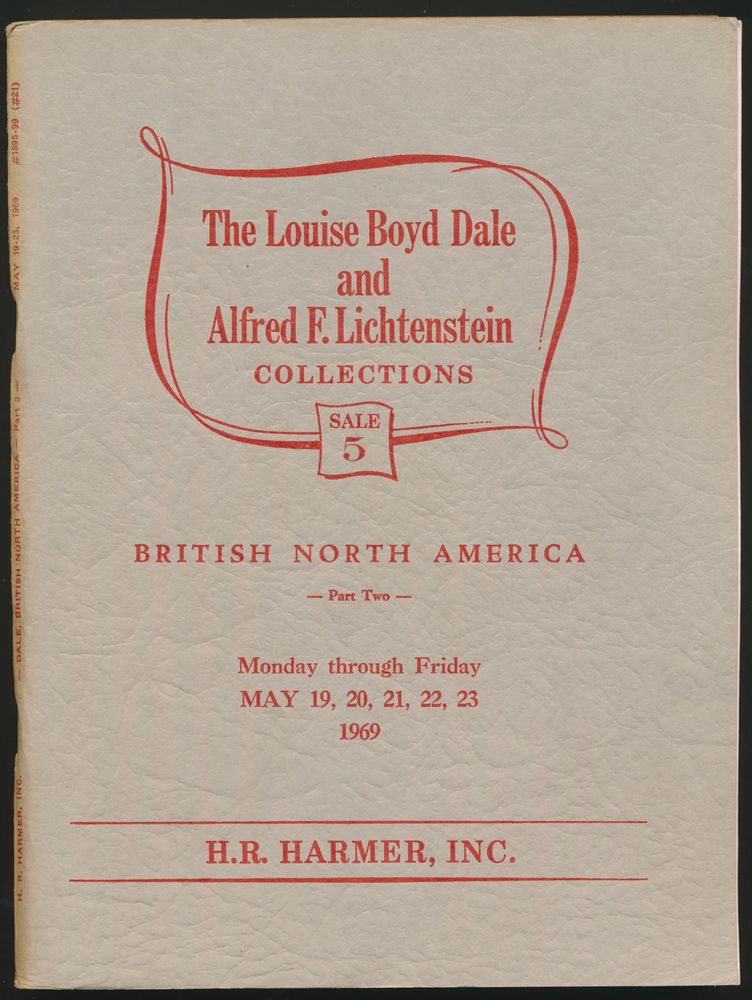 The Louise Boyd Dale
and
Alfred F. Lichtenstein
COLLECTIONS
SALE
5
BRITISH NORTH AMERICA
— Part Two —
Monday through Friday
MAY 19, 20, 21, 22, 23
1969
H.R. HARMER, INC.
H. R. HARMER, INC. — DALE, BRITISH NORTH AMERICA — Part 2 — MAY 19-23, 1969 #1895-99 (#21)